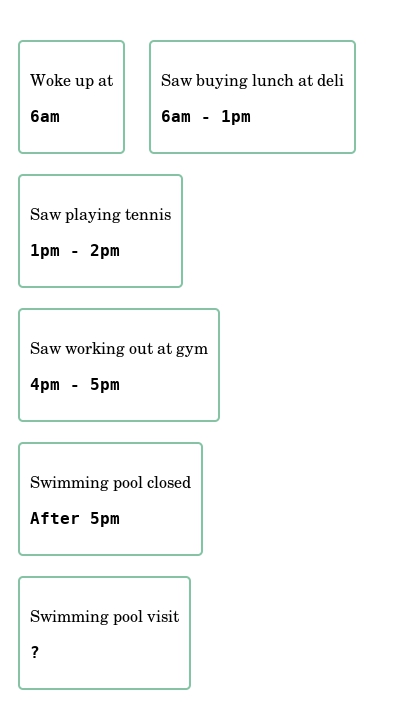 Woke up at
6am
Saw buying lunch at deli
6am - 1pm
Saw playing tennis
1pm - 2pm
Saw working out at gym
4pm - 5pm
Swimming pool closed
After 5pm
Swimming pool visit
?